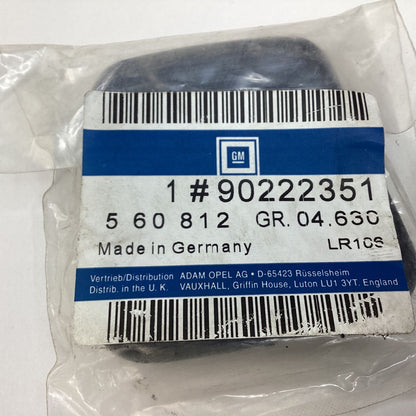 GM
1 # 90222351
5 60 812 GR. 04.630
Made in Germany LR10S
Vertrieb/Distribution ADAM OPEL AG • D-65423 Rüsselsheim
Distrib. in the U. K. VAUXHALL, Griffin House, Luton LU1 3YT. England